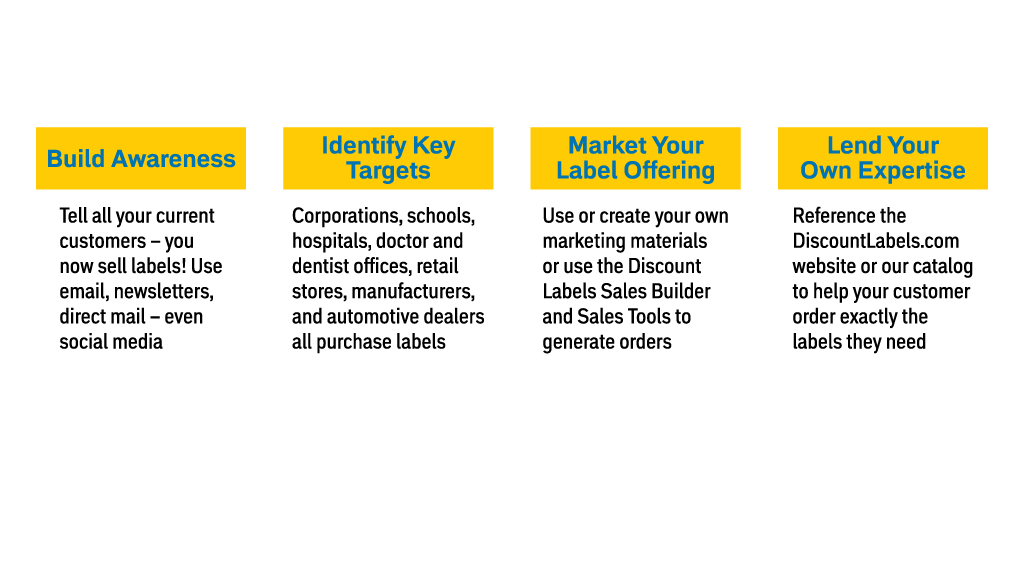 Build Awareness
Tell all your current
customers – you
now sell labels! Use
email, newsletters,
direct mail – even
social media
Identify Key
Targets
Corporations, schools,
hospitals, doctor and
dentist offices, retail
stores, manufacturers,
and automotive dealers
all purchase labels
Market Your
Label Offering
Use or create your own
marketing materials
or use the Discount
Labels Sales Builder
and Sales Tools to
generate orders
Lend Your
Own Expertise
Reference the
DiscountLabels.com
website or our catalog
to help your customer
order exactly the
labels they need